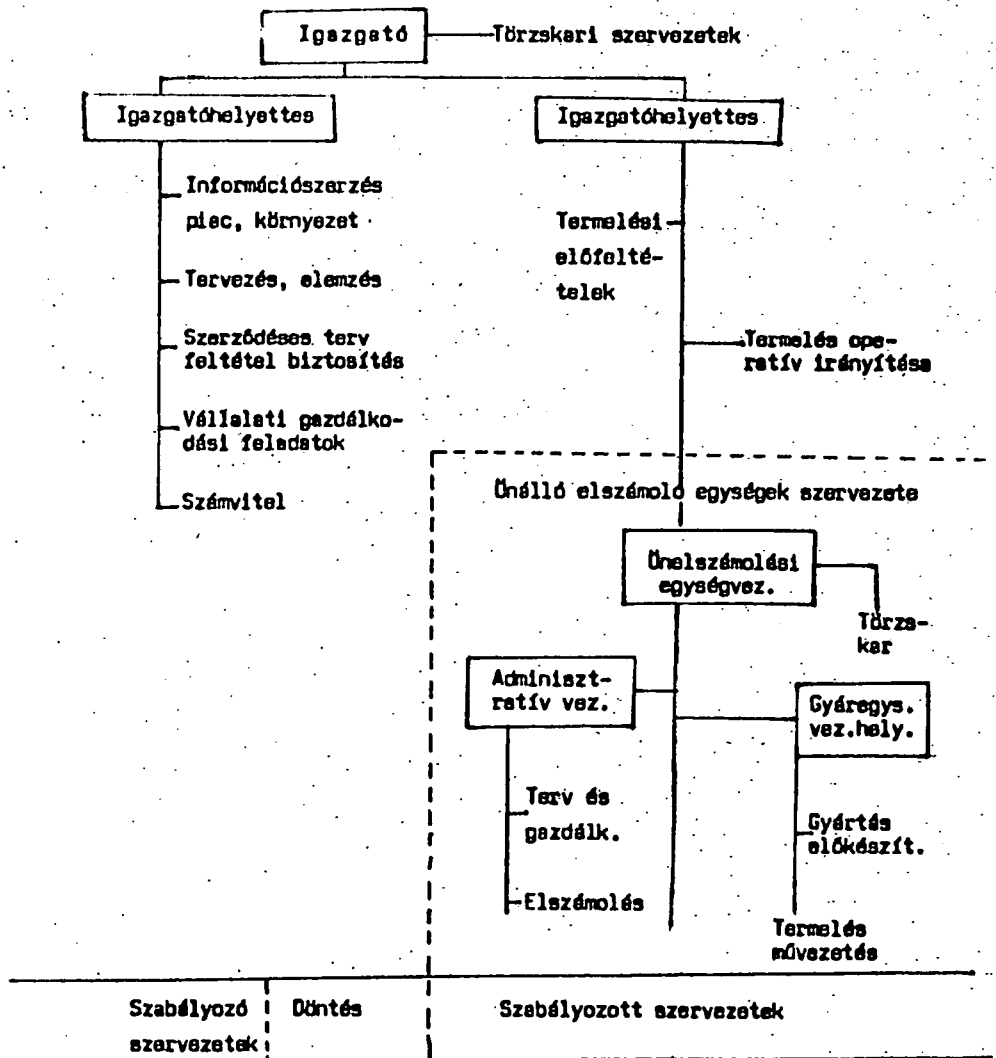 Igazgató
Törzskari szervezetek
Igazgatóhelyettes
Igazgatóhelyettes
Információszerzés
piac, környezet
Tervezés, elemzés
Szerződéses terv
feltétel biztosítás
Vállalati gazdálko-
dási feladatok
Számvitel
Termelési
előfelté-
telek
Termelés ope-
ratív irányítása
Önálló elszámoló egységek szervezete
Önelszámolási
egységvez.
Törzs-
kar
Adminiszt-
ratív vez.
Gyáregys.
vez.hely.
Terv és
gazdálk.
Elszámolás
Gyártás
előkészít.
Termelés
művezetés
Szabályozó
szervezetek
Döntés
Szabályozott szervezetek